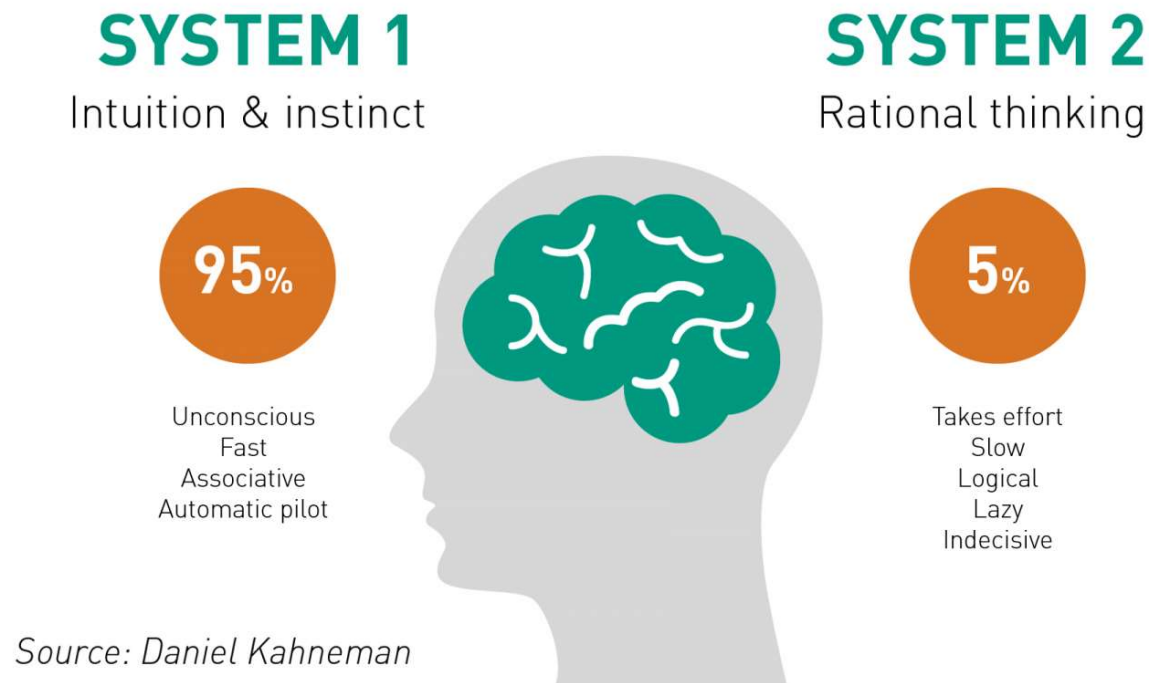 SYSTEM 1
Intuition & instinct
95%
Unconscious
Fast
Associative
Automatic pilot
SYSTEM 2
Rational thinking
5%
Takes effort
Slow
Logical
Lazy
Indecisive
Source: Daniel Kahneman